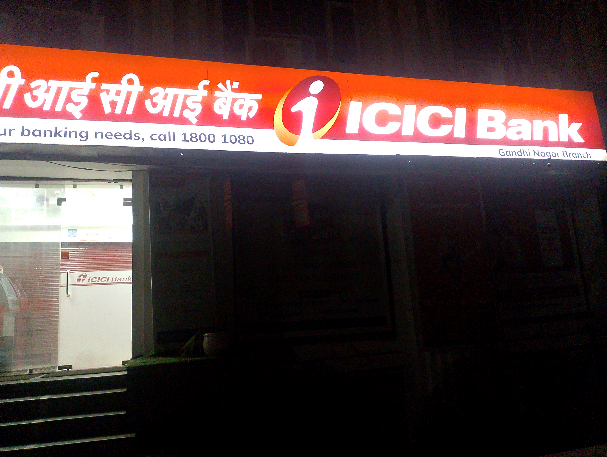 सी आई सी आई बैंक
ICICI Bank
ur banking needs, call 1800 1080
Gandhi Nagar Branch
ICICI Bank